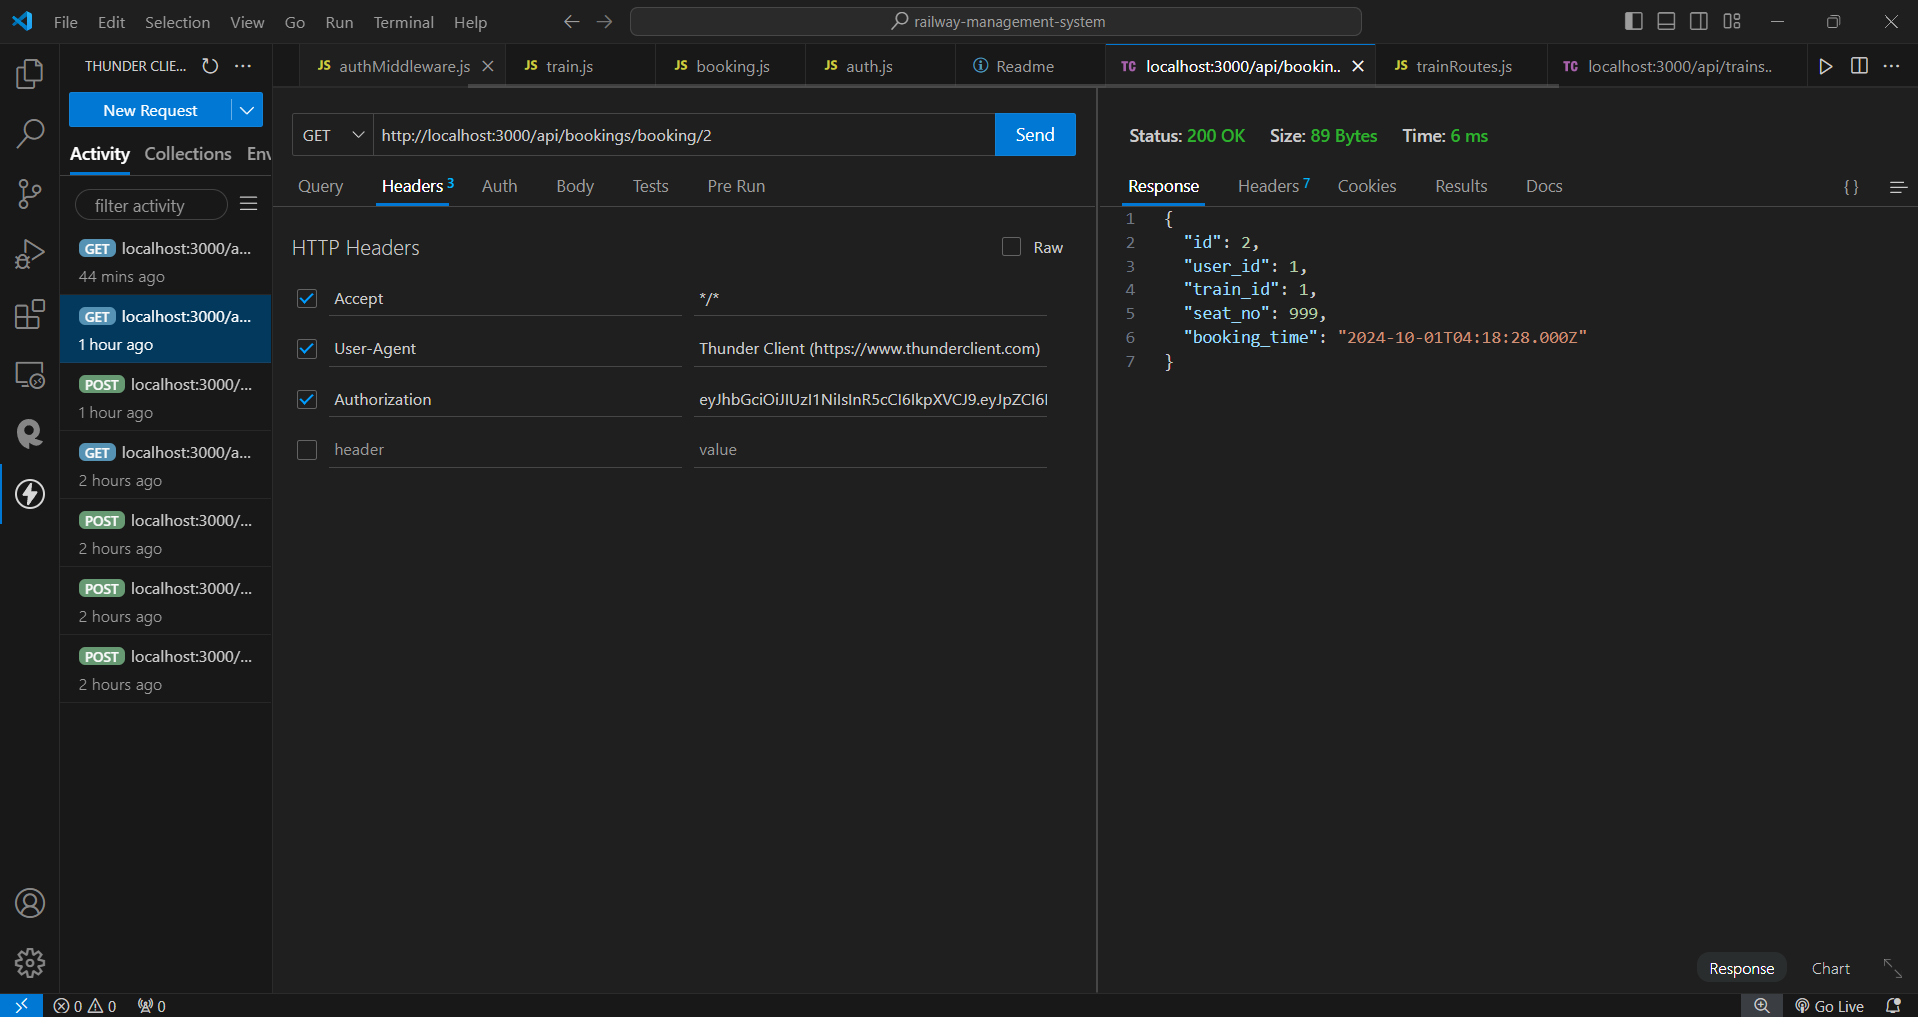 File Edit Selection View Go Run Terminal Help
railway-management-system
THUNDER CLIE...
JS authMiddleware.js
JS train.js
JS booking.js
JS auth.js
Readme
TC localhost:3000/api/bookin..
JS trainRoutes.js
TC localhost:3000/api/trains..
New Request
Activity Collections Env
filter activity
GET localhost:3000/a...
44 mins ago
GET localhost:3000/a...
1 hour ago
POST localhost:3000/...
1 hour ago
GET localhost:3000/a...
2 hours ago
POST localhost:3000/...
2 hours ago
POST localhost:3000/...
2 hours ago
POST localhost:3000/...
2 hours ago
GET http://localhost:3000/api/bookings/booking/2 Send
Query Headers 3 Auth Body Tests Pre Run
HTTP Headers Raw
Accept */*
User-Agent Thunder Client (https://www.thunderclient.com)
Authorization eyJhbGciOiJIUzI1NiIsInR5cCI6IkpXVCJ9.eyJpZCI6I
header value
Status: 200 OK Size: 89 Bytes Time: 6 ms
Response Headers 7 Cookies Results Docs { }
1 {
2 "id": 2,
3 "user_id": 1,
4 "train_id": 1,
5 "seat_no": 999,
6 "booking_time": "2024-10-01T04:18:28.000Z"
7 }
Response Chart
0 0 0
Go Live